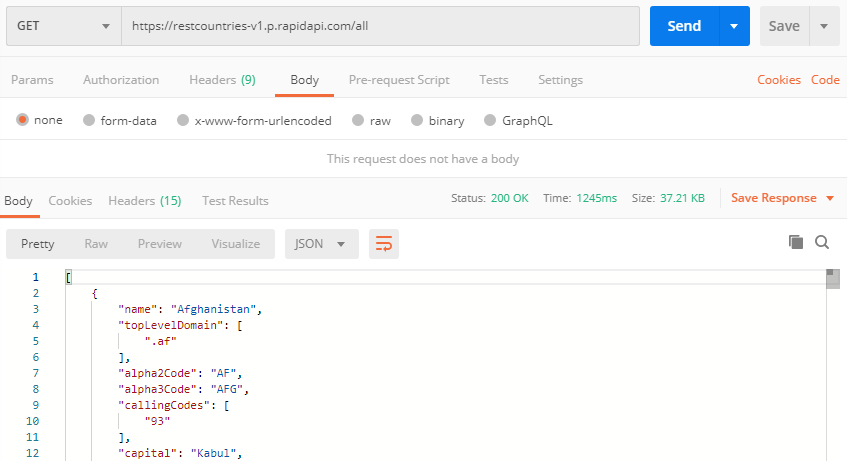 GET https://restcountries-v1.p.rapidapi.com/all Send Save
Params Authorization Headers (9) Body Pre-request Script Tests Settings Cookies Code
none form-data x-www-form-urlencoded raw binary GraphQL
This request does not have a body
Body Cookies Headers (15) Test Results Status: 200 OK Time: 1245ms Size: 37.21 KB Save Response
Pretty Raw Preview Visualize JSON
1 [
2 {
3 "name": "Afghanistan",
4 "topLevelDomain": [
5 ".af"
6 ],
7 "alpha2Code": "AF",
8 "alpha3Code": "AFG",
9 "callingCodes": [
10 "93"
11 ],
12 "capital": "Kabul",